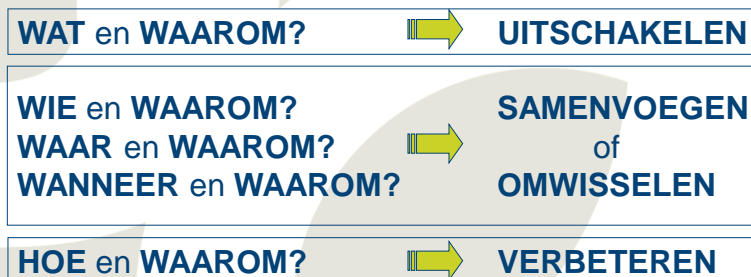 WAT en WAAROM? UITSCHAKELEN
WIE en WAAROM? SAMENVOEGEN
WAAR en WAAROM? of
WANNEER en WAAROM? OMWISSELEN
HOE en WAAROM? VERBETEREN